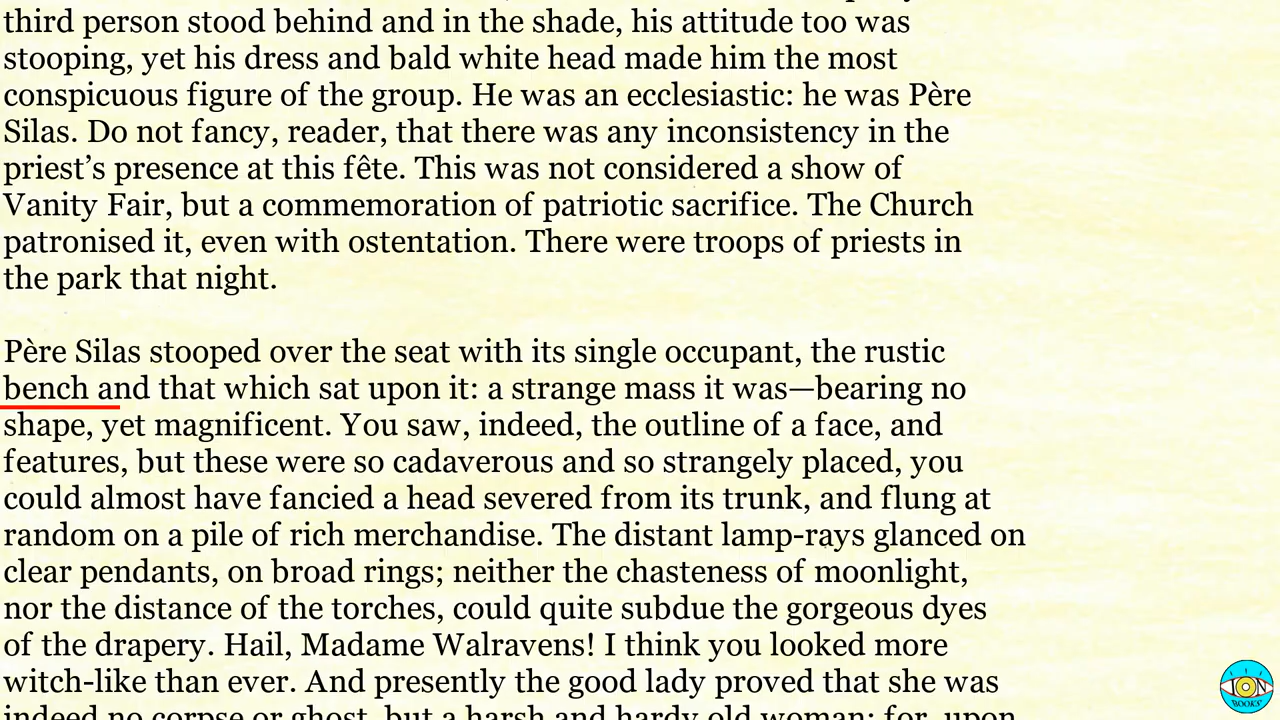 third person stood behind and in the shade, his attitude too was
stooping, yet his dress and bald white head made him the most
conspicuous figure of the group. He was an ecclesiastic: he was Père
Silas. Do not fancy, reader, that there was any inconsistency in the
priest’s presence at this fête. This was not considered a show of
Vanity Fair, but a commemoration of patriotic sacrifice. The Church
patronised it, even with ostentation. There were troops of priests in
the park that night.
Père Silas stooped over the seat with its single occupant, the rustic
bench and that which sat upon it: a strange mass it was—bearing no
shape, yet magnificent. You saw, indeed, the outline of a face, and
features, but these were so cadaverous and so strangely placed, you
could almost have fancied a head severed from its trunk, and flung at
random on a pile of rich merchandise. The distant lamp-rays glanced on
clear pendants, on broad rings; neither the chasteness of moonlight,
nor the distance of the torches, could quite subdue the gorgeous dyes
of the drapery. Hail, Madame Walravens! I think you looked more
witch-like than ever. And presently the good lady proved that she was
indeed no corpse or ghost, but a harsh and hardy old woman; for, upon
ION
BOOKS